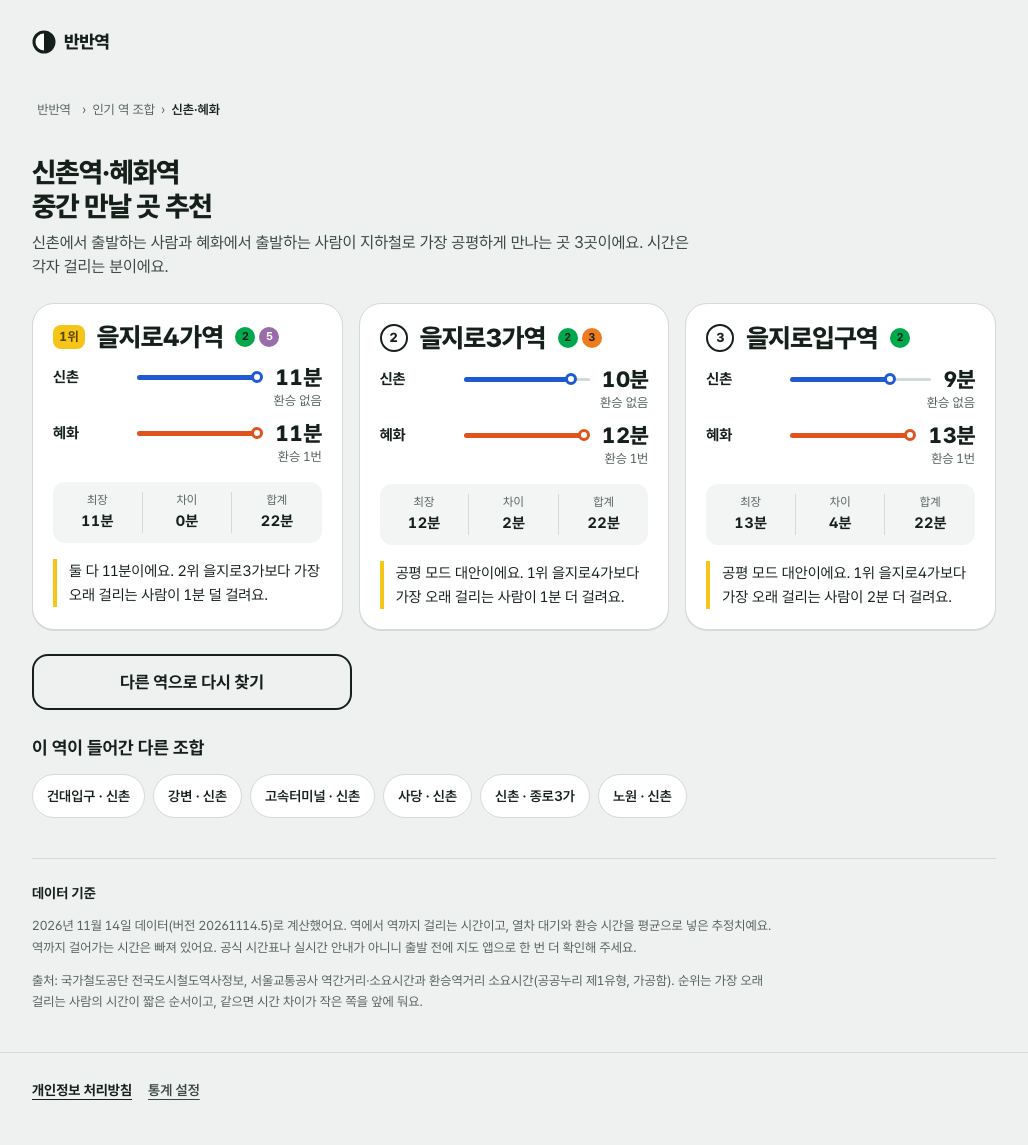 반반역
반반역 › 인기 역 조합 › 신촌·혜화
신촌역·혜화역
중간 만날 곳 추천
신촌에서 출발하는 사람과 혜화에서 출발하는 사람이 지하철로 가장 공평하게 만나는 곳 3곳이에요. 시간은
각자 걸리는 분이에요.
1위 을지로4가역 2 5
신촌 11분
환승 없음
혜화 11분
환승 1번
최장 차이 합계
11분 0분 22분
둘 다 11분이에요. 2위 을지로3가보다 가장
오래 걸리는 사람이 1분 덜 걸려요.
2 을지로3가역 2 3
신촌 10분
환승 없음
혜화 12분
환승 1번
최장 차이 합계
12분 2분 22분
공평 모드 대안이에요. 1위 을지로4가보다
가장 오래 걸리는 사람이 1분 더 걸려요.
3 을지로입구역 2
신촌 9분
환승 없음
혜화 13분
환승 1번
최장 차이 합계
13분 4분 22분
공평 모드 대안이에요. 1위 을지로4가보다
가장 오래 걸리는 사람이 2분 더 걸려요.
다른 역으로 다시 찾기
이 역이 들어간 다른 조합
건대입구 · 신촌 강변 · 신촌 고속터미널 · 신촌 사당 · 신촌 신촌 · 종로3가 노원 · 신촌
데이터 기준
2026년 11월 14일 데이터(버전 20261114.5)로 계산했어요. 역에서 역까지 걸리는 시간이고, 열차 대기와 환승 시간을 평균으로 넣은 추정치예요.
역까지 걸어가는 시간은 빠져 있어요. 공식 시간표나 실시간 안내가 아니니 출발 전에 지도 앱으로 한 번 더 확인해 주세요.
출처: 국가철도공단 전국도시철도역사정보, 서울교통공사 역간거리·소요시간과 환승역거리 소요시간(공공누리 제1유형, 가공함). 순위는 가장 오래
걸리는 사람의 시간이 짧은 순서이고, 같으면 시간 차이가 작은 쪽을 앞에 둬요.
개인정보 처리방침 통계 설정